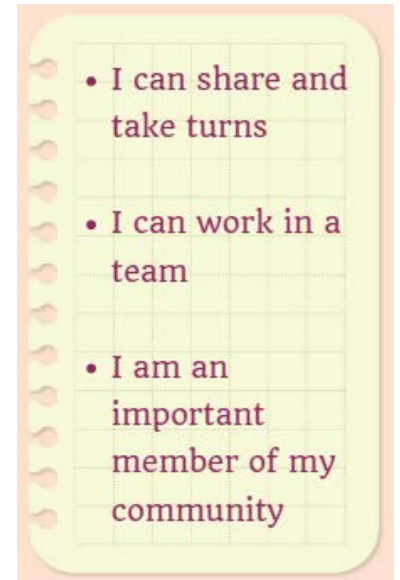 • I can share and
take turns
• I can work in a
team
• I am an
important
member of my
community